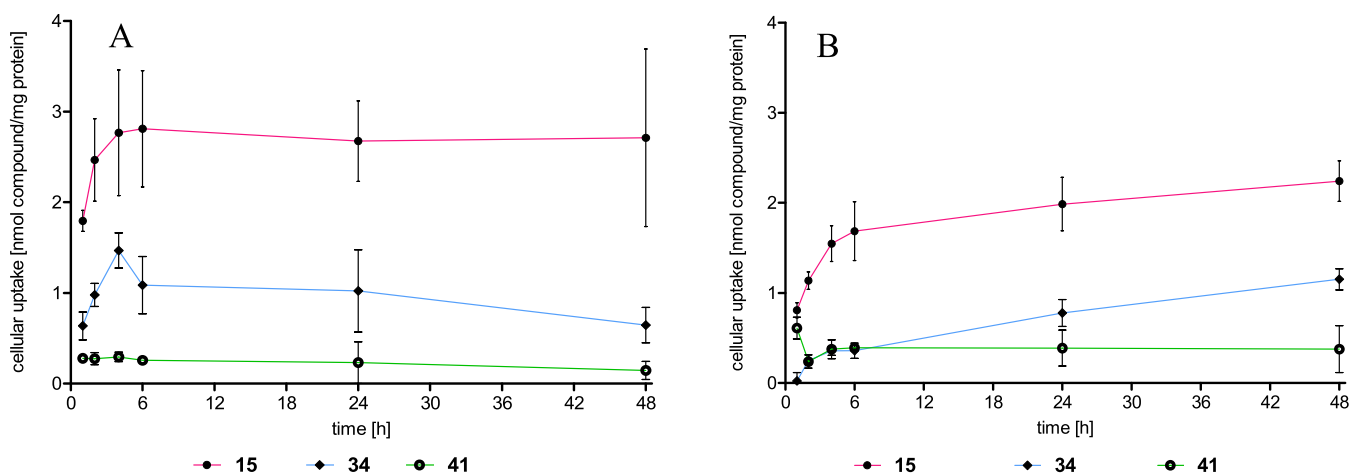 A
cellular uptake [nmol compound/mg protein]
4
3
2
1
0
0 6 12 18 24 30 36 42 48
time [h]
15 34 41
B
cellular uptake [nmol compound/mg protein]
4
3
2
1
0
0 6 12 18 24 30 36 42 48
time [h]
15 34 41